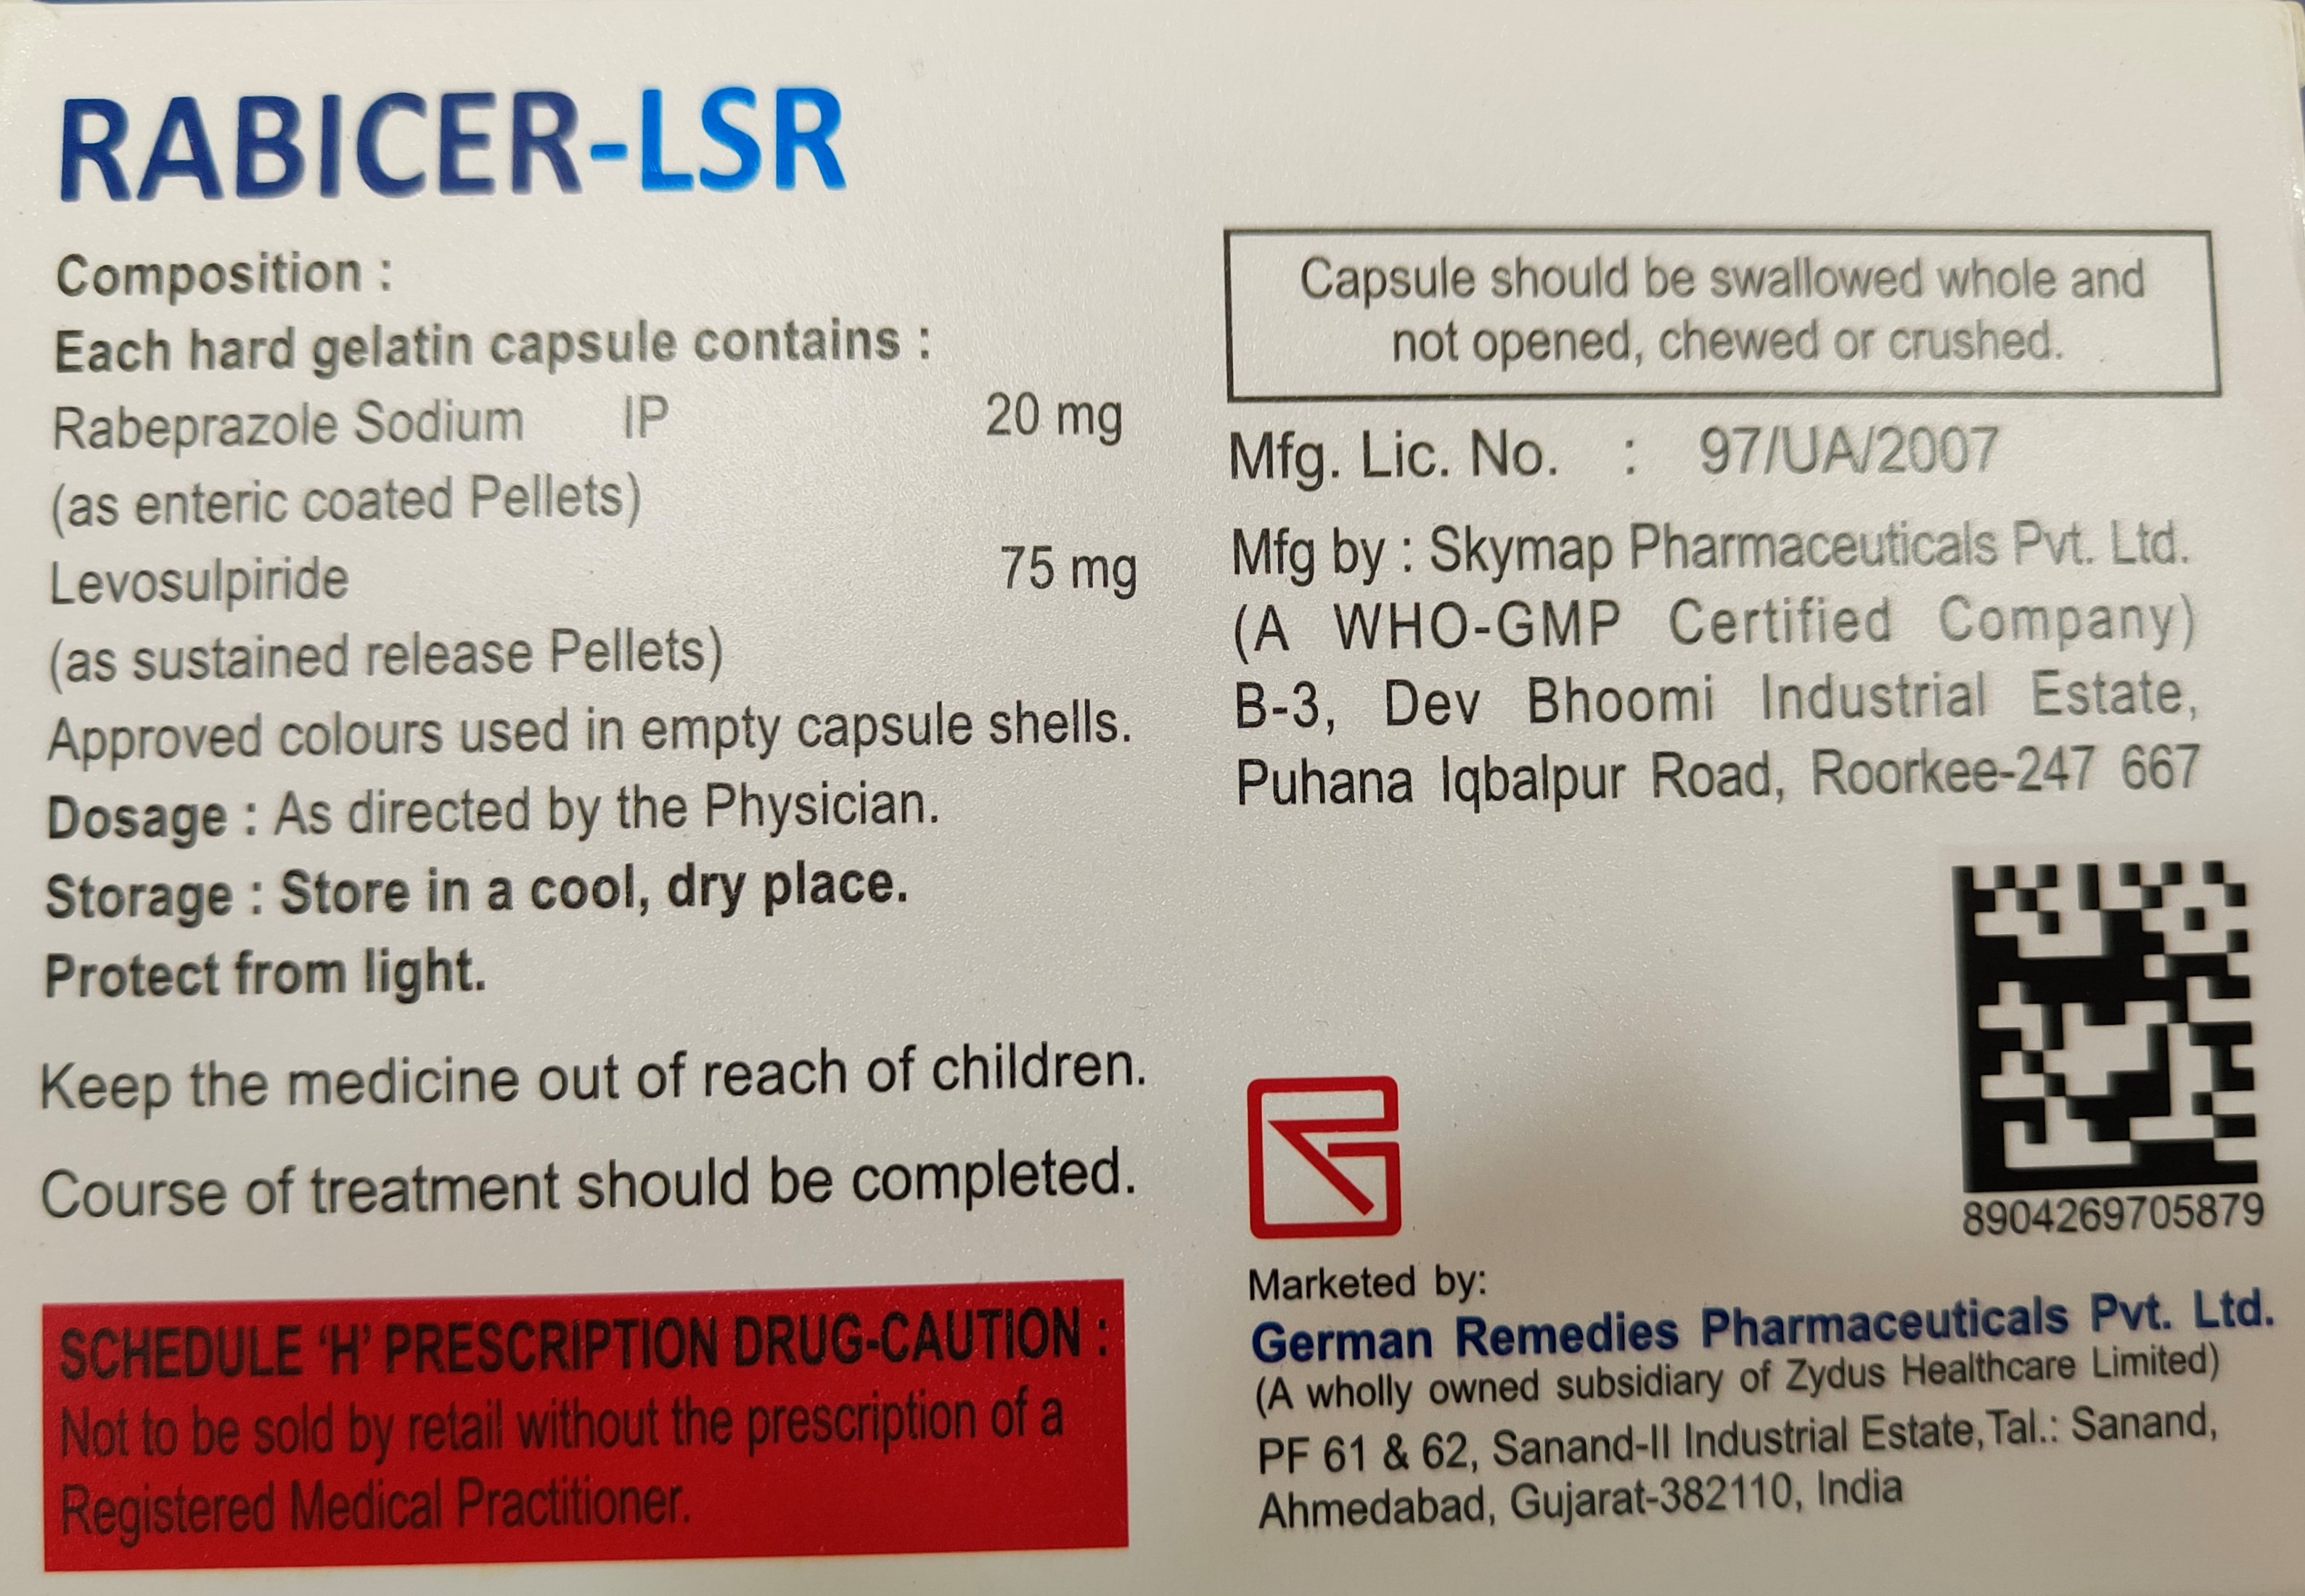 RABICER-LSR
Composition :
Each hard gelatin capsule contains :
Rabeprazole Sodium IP 20 mg
(as enteric coated Pellets)
Levosulpiride 75 mg
(as sustained release Pellets)
Approved colours used in empty capsule shells.
Dosage : As directed by the Physician.
Storage : Store in a cool, dry place.
Protect from light.
Keep the medicine out of reach of children.
Course of treatment should be completed.
SCHEDULE 'H' PRESCRIPTION DRUG-CAUTION :
Not to be sold by retail without the prescription of a
Registered Medical Practitioner.
Capsule should be swallowed whole and
not opened, chewed or crushed.
Mfg. Lic. No. : 97/UA/2007
Mfg by : Skymap Pharmaceuticals Pvt. Ltd.
(A WHO-GMP Certified Company)
B-3, Dev Bhoomi Industrial Estate,
Puhana Iqbalpur Road, Roorkee-247 667
8904269705879
Marketed by:
German Remedies Pharmaceuticals Pvt. Ltd.
(A wholly owned subsidiary of Zydus Healthcare Limited)
PF 61 & 62, Sanand-II Industrial Estate, Tal.: Sanand,
Ahmedabad, Gujarat-382110, India